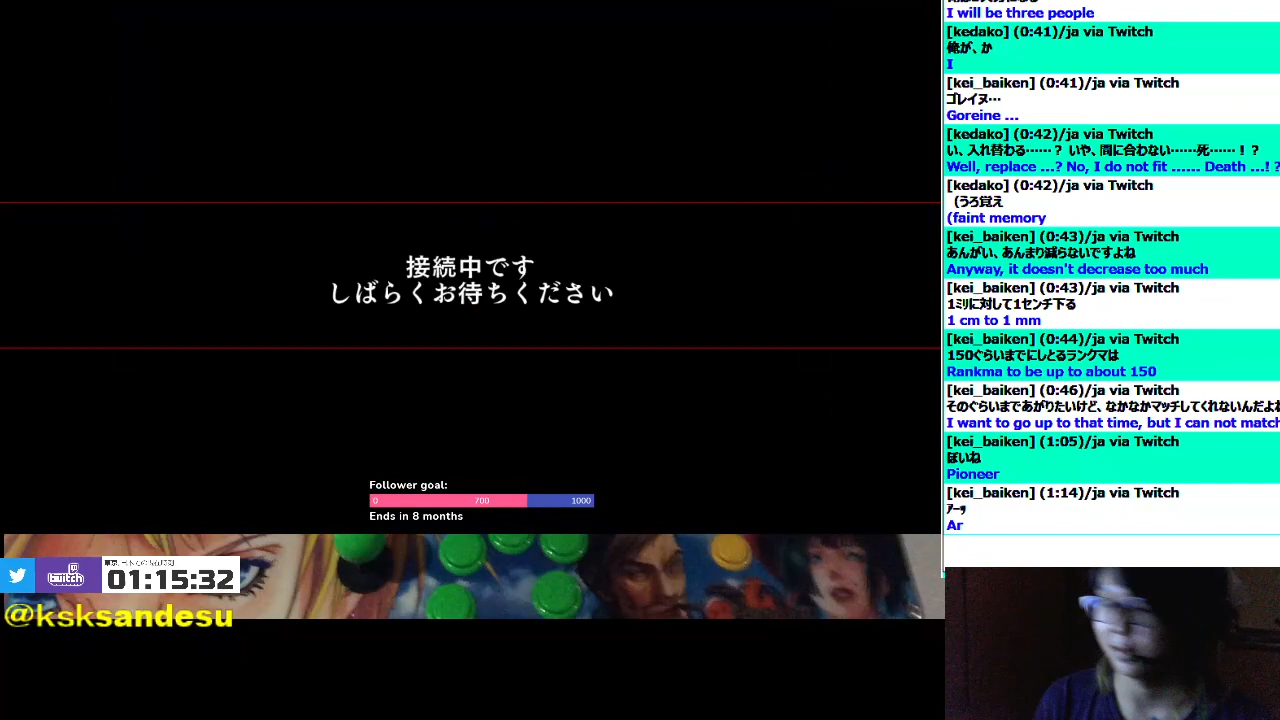 I will be three people
[kedako] (0:41)/ja via Twitch
俺が、か
I
[kei_baiken] (0:41)/ja via Twitch
ゴレイヌ…
Goreine ...
[kedako] (0:42)/ja via Twitch
い、入れ替わる……？ いや、間に合わない……死……！？
Well, replace ...? No, I do not fit ...... Death ...! ?
[kedako] (0:42)/ja via Twitch
（うろ覚え
(faint memory
[kei_baiken] (0:43)/ja via Twitch
あんがい、あんまり減らないですよね
Anyway, it doesn't decrease too much
[kei_baiken] (0:43)/ja via Twitch
1ﾐﾘに対して1センチ下る
1 cm to 1 mm
[kei_baiken] (0:44)/ja via Twitch
150ぐらいまでにしとるランクマは
Rankma to be up to about 150
[kei_baiken] (0:46)/ja via Twitch
そのぐらいまであがりたいけど、なかなかマッチしてくれないんだよね
I want to go up to that time, but I can not match
[kei_baiken] (1:05)/ja via Twitch
ぽいね
Pioneer
[kei_baiken] (1:14)/ja via Twitch
ｱｰｯ
Ar
接続中です
しばらくお待ちください
Follower goal:
0 700 1000
Ends in 8 months
twitch
01:15:32
@ksksandesu